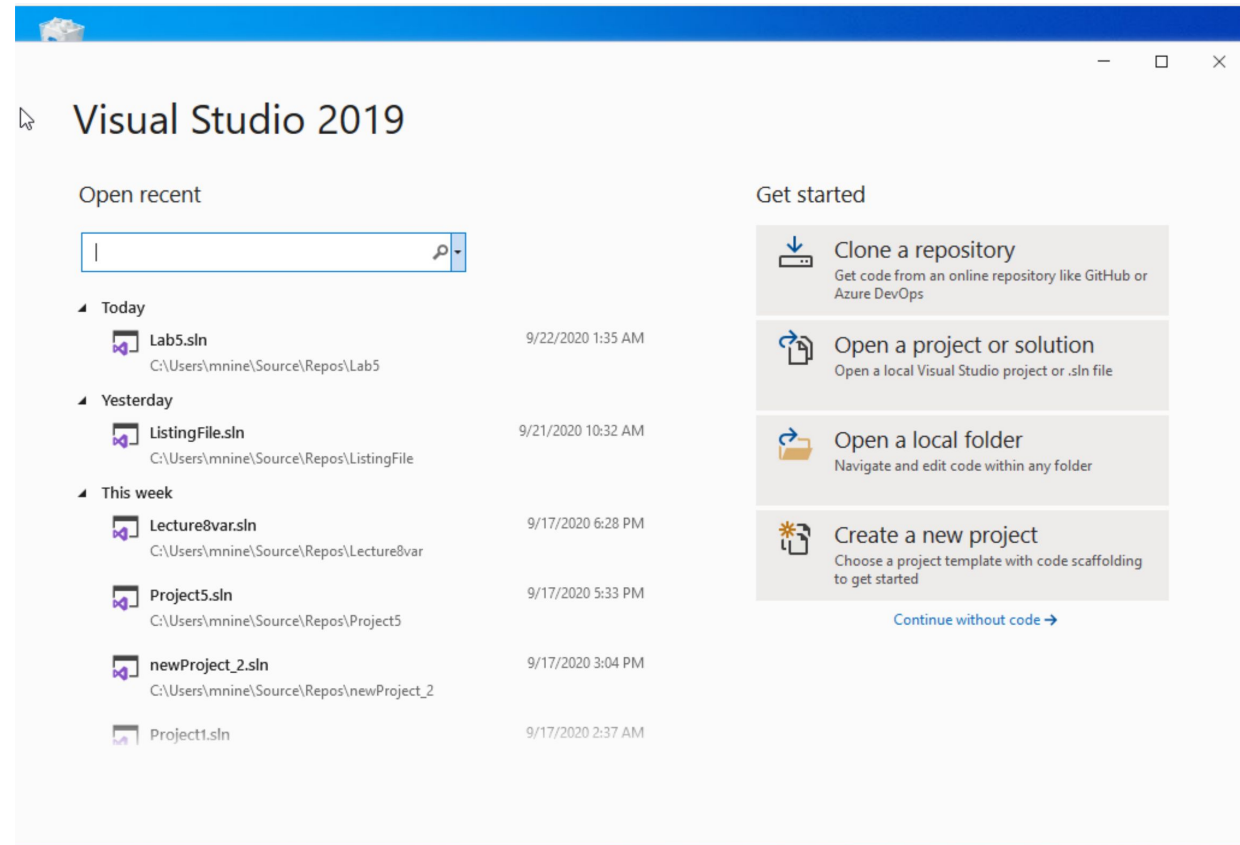 Visual Studio 2019
Open recent
Today
Lab5.sln 9/22/2020 1:35 AM
C:\Users\mnine\Source\Repos\Lab5
Yesterday
ListingFile.sln 9/21/2020 10:32 AM
C:\Users\mnine\Source\Repos\ListingFile
This week
Lecture8var.sln 9/17/2020 6:28 PM
C:\Users\mnine\Source\Repos\Lecture8var
Project5.sln 9/17/2020 5:33 PM
C:\Users\mnine\Source\Repos\Project5
newProject_2.sln 9/17/2020 3:04 PM
C:\Users\mnine\Source\Repos\newProject_2
Project1.sln 9/17/2020 2:37 AM
Get started
Clone a repository
Get code from an online repository like GitHub or
Azure DevOps
Open a project or solution
Open a local Visual Studio project or .sln file
Open a local folder
Navigate and edit code within any folder
Create a new project
Choose a project template with code scaffolding
to get started
Continue without code →